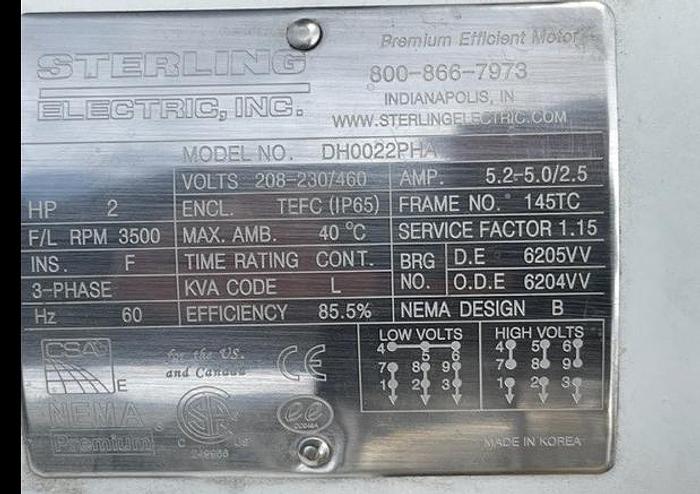 STERLING
ELECTRIC, INC.
Premium Efficient Motor
800-866-7973
INDIANAPOLIS, IN
WWW.STERLINGELECTRIC.COM
MODEL NO. DH0022PHA
VOLTS 208-230/460 AMP. 5.2-5.0/2.5
HP 2 ENCL. TEFC (IP65) FRAME NO. 145TC
F/L RPM 3500 MAX. AMB. 40 °C SERVICE FACTOR 1.15
INS. F TIME RATING CONT. BRG NO. D.E 6205VV
3-PHASE KVA CODE L O.D.E 6204VV
Hz 60 EFFICIENCY 85.5% NEMA DESIGN B
LOW VOLTS HIGH VOLTS
4 5 6 4 5 6
7 8 9 7 8 9
1 2 3 1 2 3
CSA E
for the US.
and Canada
CE
NEMA
Premium
C US
ee
MADE IN KOREA